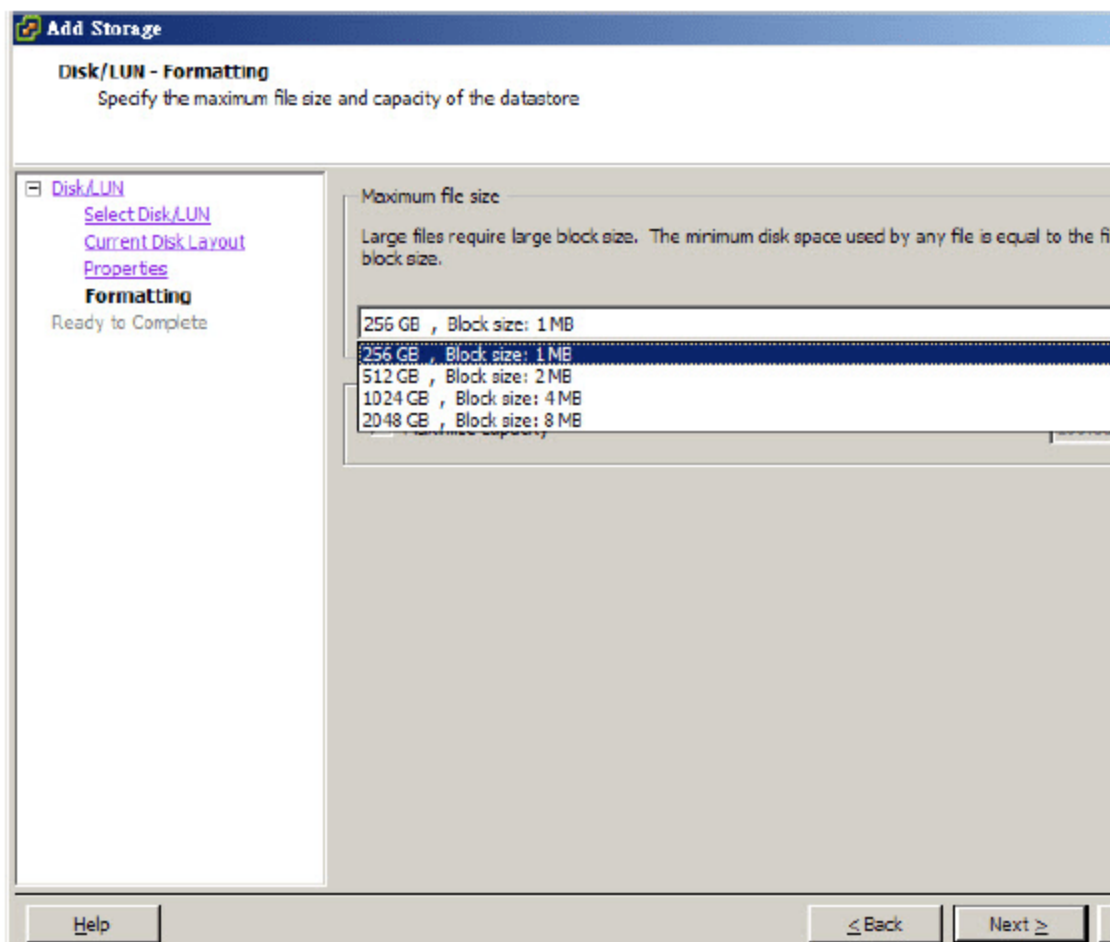 Add Storage
Disk/LUN - Formatting
Specify the maximum file size and capacity of the datastore
Disk/LUN
Select Disk/LUN
Current Disk Layout
Properties
Formatting
Ready to Complete
Maximum file size
Large files require large block size. The minimum disk space used by any file is equal to the
block size.
256 GB , Block size: 1 MB
256 GB , Block size: 1 MB
512 GB , Block size: 2 MB
1024 GB , Block size: 4 MB
2048 GB , Block size: 8 MB
Help
< Back
Next >